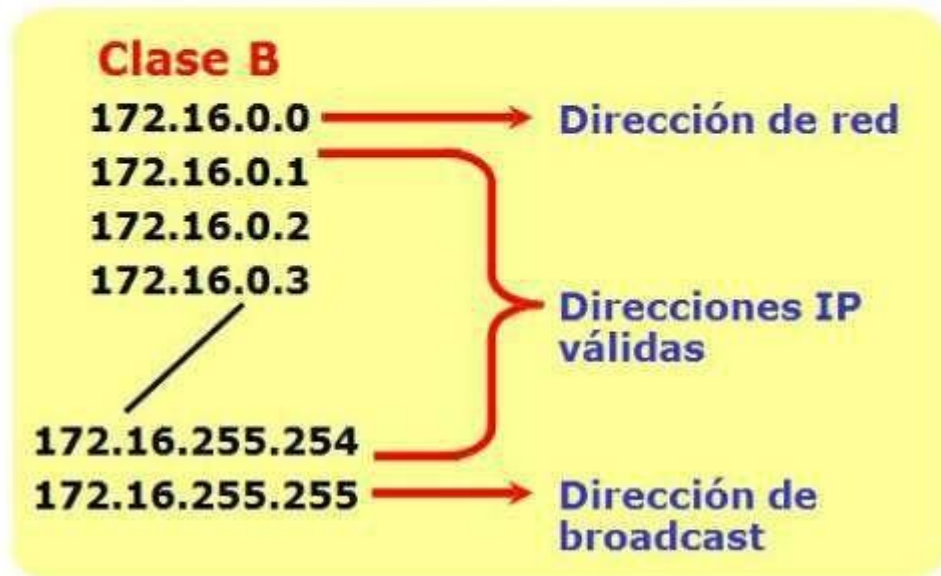 Clase B
172.16.0.0
Dirección de red
172.16.0.1
172.16.0.2
172.16.0.3
Direcciones IP
válidas
172.16.255.254
172.16.255.255
Dirección de
broadcast